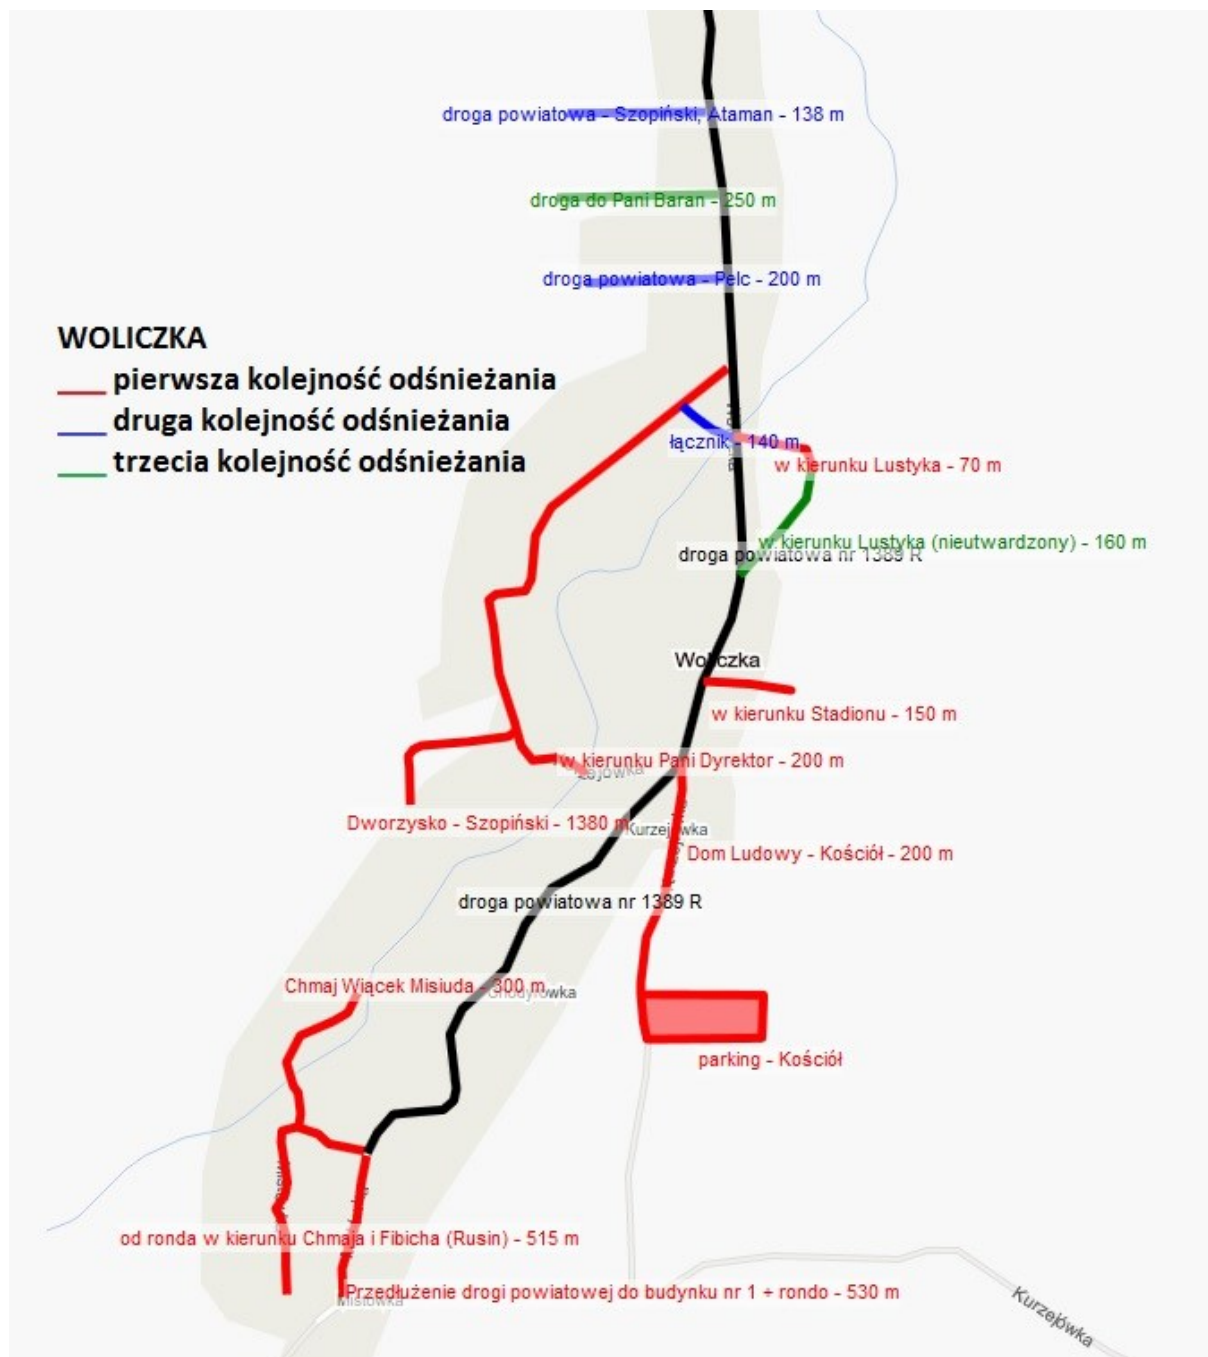 droga powiatowa - Szopiński, Ataman - 138 m
droga do Pani Baran - 250 m
droga powiatowa - Pelc - 200 m
WOLICZKA
pierwsza kolejność odśnieżania
druga kolejność odśnieżania
trzecia kolejność odśnieżania
łącznik - 140 m
w kierunku Lustyka - 70 m
w kierunku Lustyka (nieutwardzony) - 160 m
droga powiatowa nr 1389 R
Woliczka
w kierunku Stadionu - 150 m
w kierunku Pani Dyrektor - 200 m
Dworzysko - Szopiński - 1380 m
Kurzejówka
Dom Ludowy - Kościół - 200 m
droga powiatowa nr 1389 R
Chmaj Wiącek Misiuda - 300 m
parking - Kościół
od ronda w kierunku Chmaja i Fibicha (Rusin) - 515 m
Przedłużenie drogi powiatowej do budynku nr 1 + rondo - 530 m
Kurzejówka